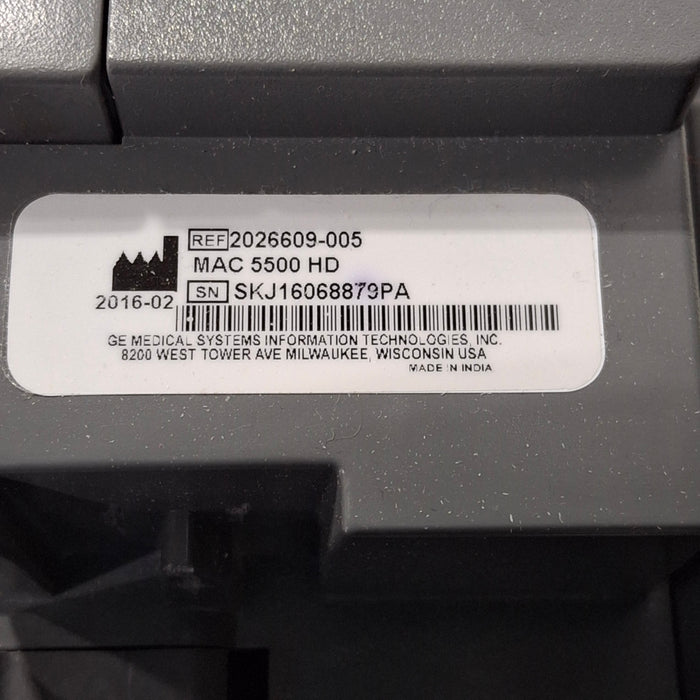 REF 2026609-005
MAC 5500 HD
2016-02
SN SKJ16068879PA
GE MEDICAL SYSTEMS INFORMATION TECHNOLOGIES, INC.
8200 WEST TOWER AVE MILWAUKEE, WISCONSIN USA
MADE IN INDIA